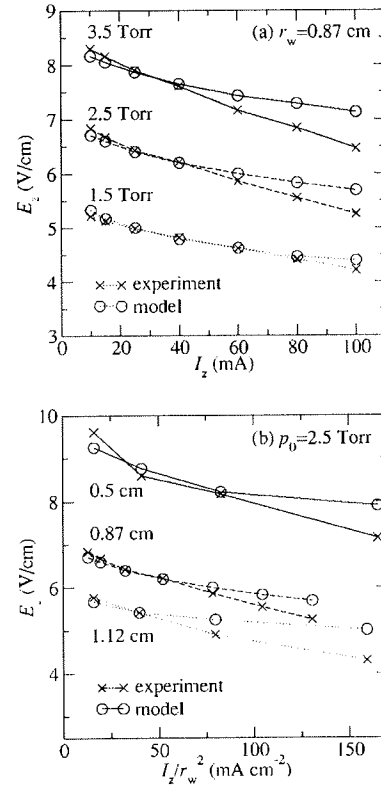 9
(a) r_w=0.87 cm
3.5 Torr
8
7
2.5 Torr
6
E_z (V/cm)
1.5 Torr
5
4
×···× experiment
○···○ model
3
0 20 40 60 80 100
I_z (mA)
10
(b) p_0=2.5 Torr
0.5 cm
8
0.87 cm
6
E (V/cm)
1.12 cm
4
×–× experiment
○–○ model
0 50 100 150
I_z/r_w^2 (mA cm^-2)